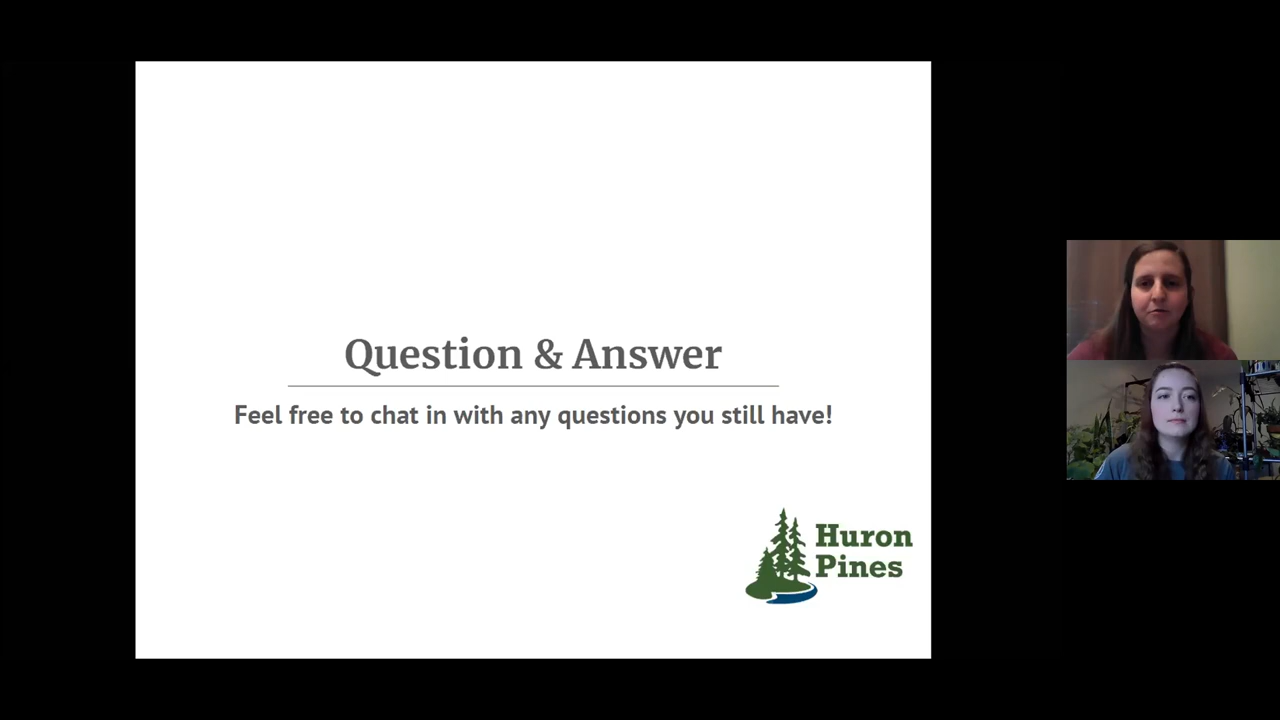 Question & Answer
Feel free to chat in with any questions you still have!
Huron
Pines